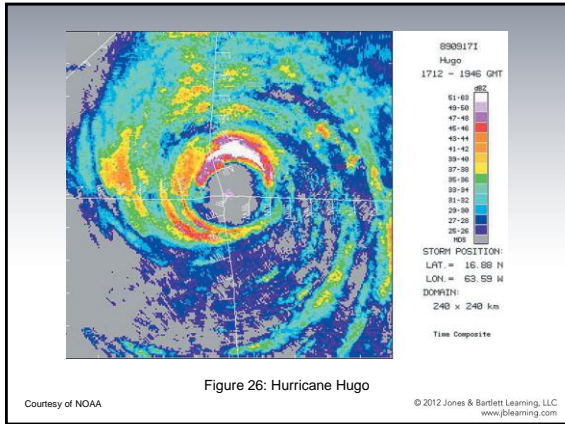 890917I
Hugo
1712 - 1946 GMT
dBZ
51-63
49-50
47-48
45-46
43-44
41-42
39-40
37-38
35-36
33-34
31-32
29-30
27-28
25-26
MDS
STORM POSITION:
LAT.= 16.88 N
LON.= 63.59 W
DOMAIN:
240 x 240 km
Time Composite
Figure 26: Hurricane Hugo
Courtesy of NOAA
© 2012 Jones & Bartlett Learning, LLC
www.jblearning.com